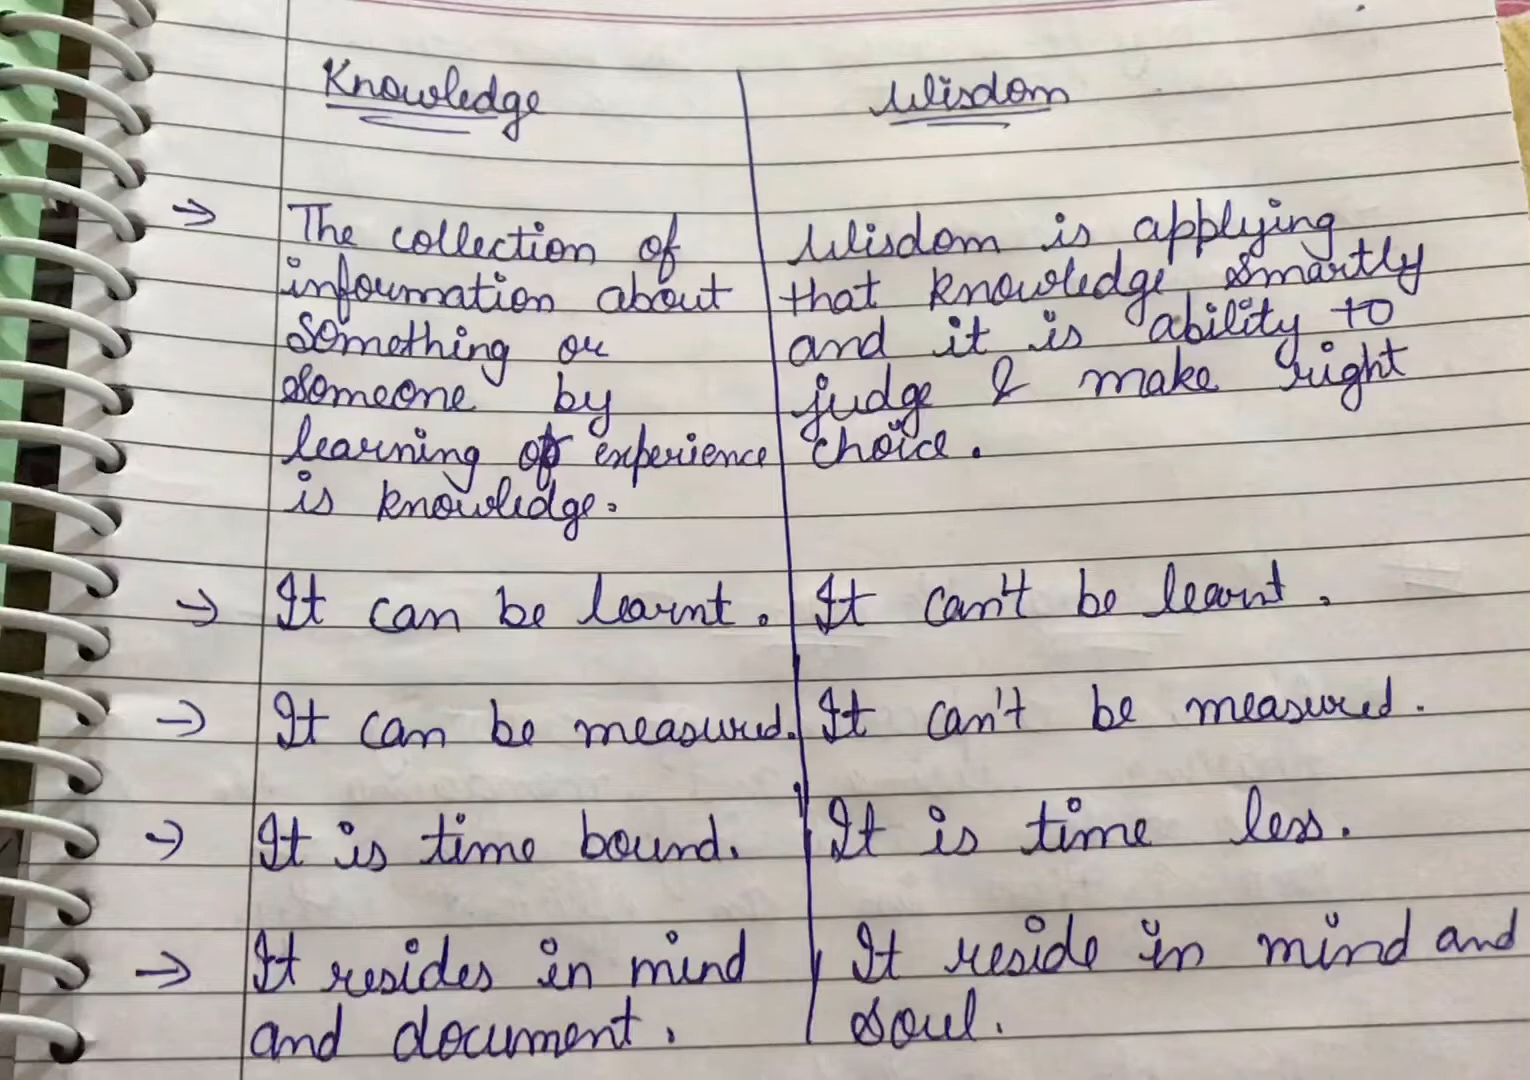 Knowledge
Wisdom
→ The collection of
information about
something or
someone by
learning or experience
is knowledge.
Wisdom is applying
that knowledge smartly
and it is ability to
judge & make right
choice.
→ It can be learnt.
It can't be learnt.
→ It can be measured.
It can't be measured.
→ It is time bound.
It is time less.
→ It resides in mind
and document.
It reside in mind and
soul.